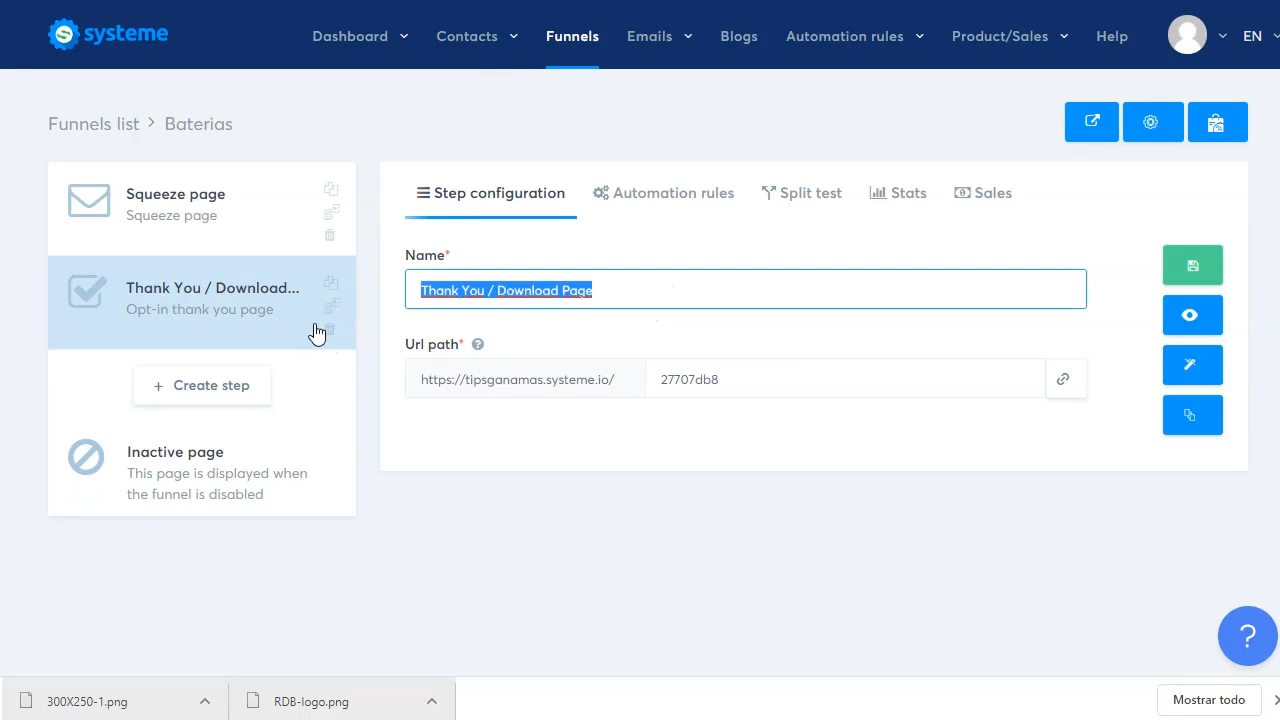 systeme
Dashboard
Contacts
Funnels
Emails
Blogs
Automation rules
Product/Sales
Help
EN
Funnels list > Baterias
Squeeze page
Squeeze page
Thank You / Download...
Opt-in thank you page
+ Create step
Inactive page
This page is displayed when
the funnel is disabled
Step configuration
Automation rules
Split test
Stats
Sales
Name*
Thank You / Download Page
Url path* ?
https://tipsganamas.systeme.io/
27707db8
?
300X250-1.png
RDB-logo.png
Mostrar todo